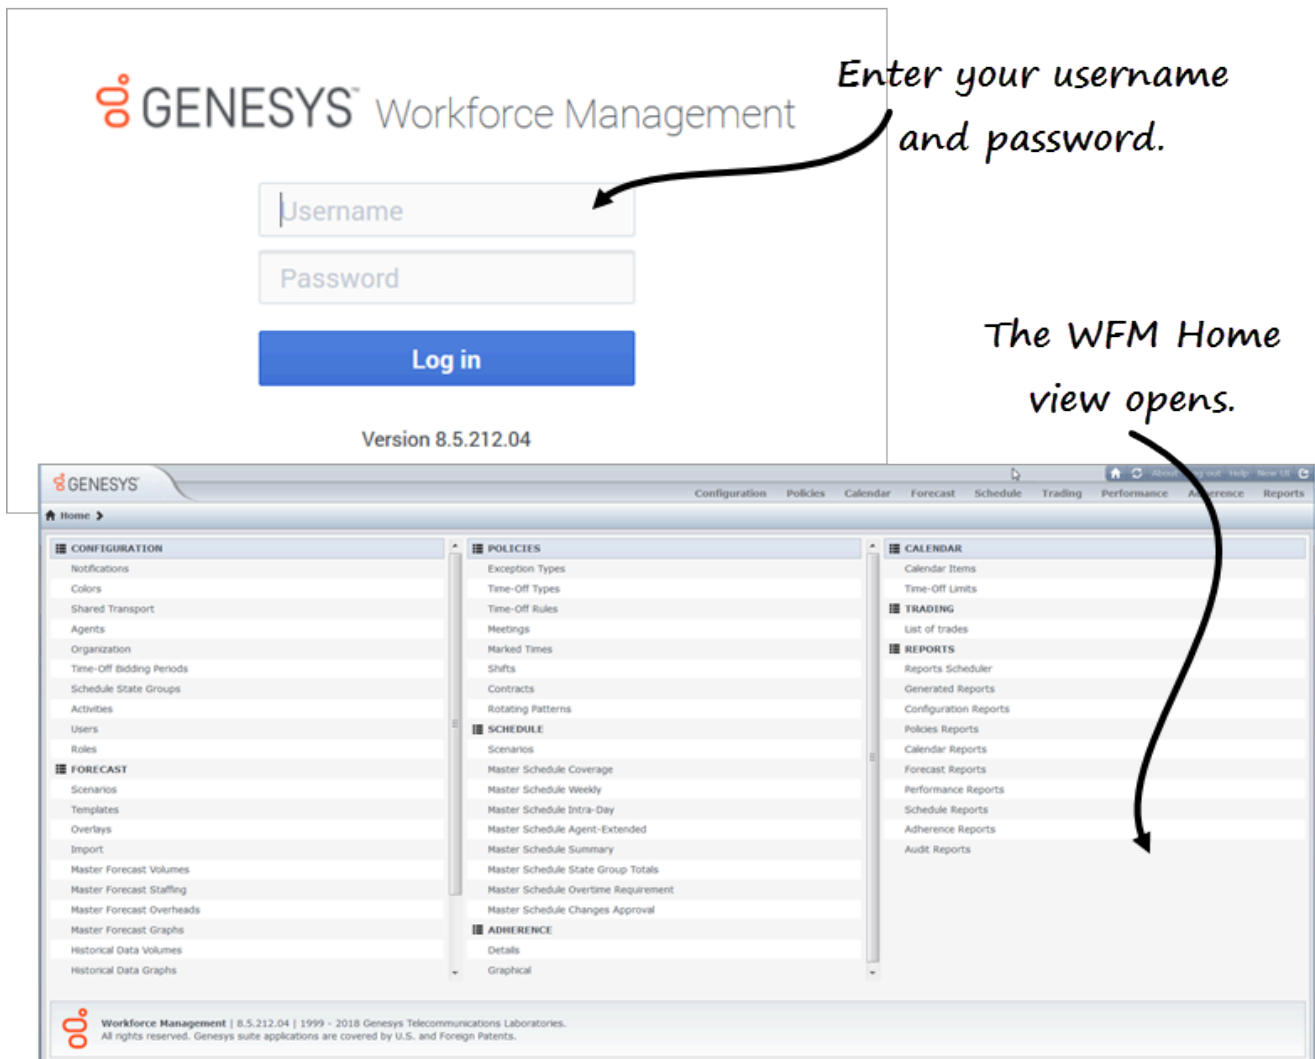 GENESYS™ Workforce Management
Enter your username
and password.
Username
Password
Log in
Version 8.5.212.04
The WFM Home
view opens.
GENESYS
About Log out Help New UI
Configuration Policies Calendar Forecast Schedule Trading Performance Adherence Reports
Home
CONFIGURATION
Notifications
Colors
Shared Transport
Agents
Organization
Time-Off Bidding Periods
Schedule State Groups
Activities
Users
Roles
FORECAST
Scenarios
Templates
Overlays
Import
Master Forecast Volumes
Master Forecast Staffing
Master Forecast Overheads
Master Forecast Graphs
Historical Data Volumes
Historical Data Graphs
POLICIES
Exception Types
Time-Off Types
Time-Off Rules
Meetings
Marked Times
Shifts
Contracts
Rotating Patterns
SCHEDULE
Scenarios
Master Schedule Coverage
Master Schedule Weekly
Master Schedule Intra-Day
Master Schedule Agent-Extended
Master Schedule Summary
Master Schedule State Group Totals
Master Schedule Overtime Requirement
Master Schedule Changes Approval
ADHERENCE
Details
Graphical
CALENDAR
Calendar Items
Time-Off Limits
TRADING
List of trades
REPORTS
Reports Scheduler
Generated Reports
Configuration Reports
Policies Reports
Calendar Reports
Forecast Reports
Performance Reports
Schedule Reports
Adherence Reports
Audit Reports
Workforce Management | 8.5.212.04 | 1999 - 2018 Genesys Telecommunications Laboratories.
All rights reserved. Genesys suite applications are covered by U.S. and Foreign Patents.